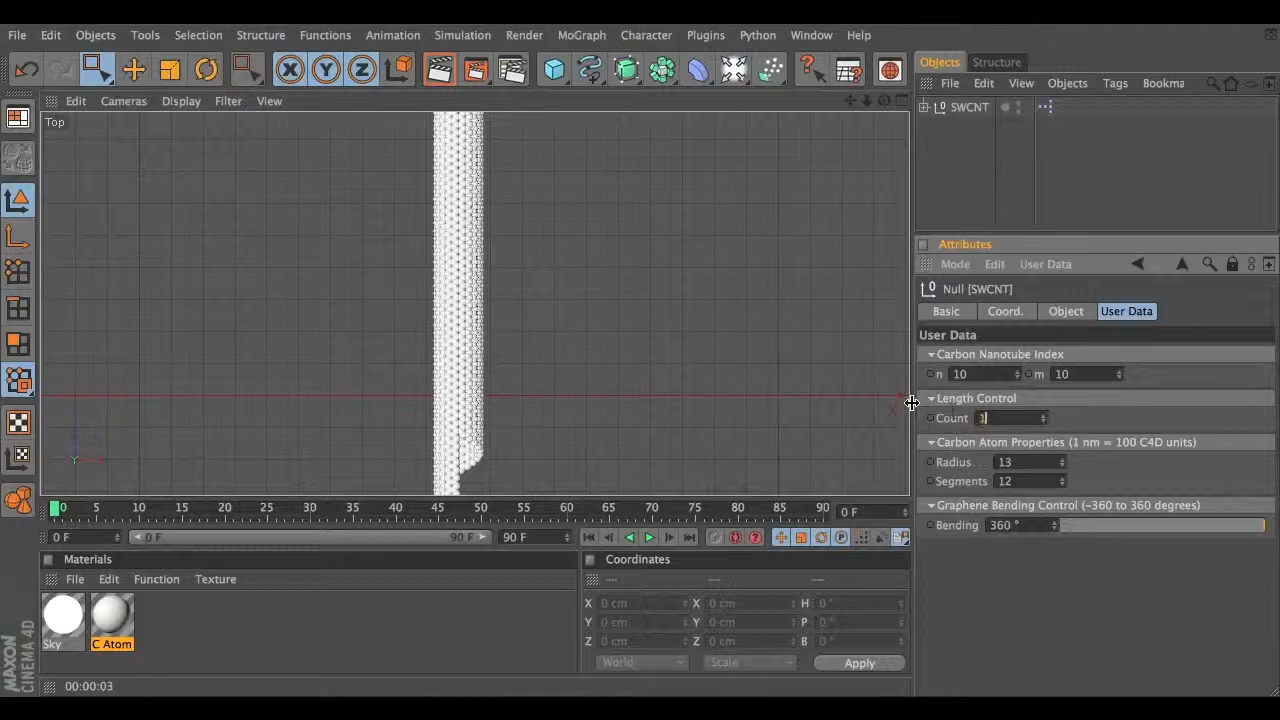 File Edit Objects Tools Selection Structure Functions Animation Simulation Render MoGraph Character Plugins Python Window Help
Objects Structure
File Edit View Objects Tags Bookma
SWCNT
Edit Cameras Display Filter View
Top
X
Y
Attributes
Mode Edit User Data
Null [SWCNT]
Basic Coord. Object User Data
User Data
Carbon Nanotube Index
n 10 m 10
Length Control
Count 1
Carbon Atom Properties (1 nm = 100 C4D units)
Radius . . . 13
Segments 12
Graphene Bending Control (-360 to 360 degrees)
Bending 360 °
0 5 10 15 20 25 30 35 40 45 50 55 60 65 70 75 80 85 90 0 F
0 F 0 F 90 F 90 F
Materials
File Edit Function Texture
Sky C Atom
Coordinates
--- --- ---
X 0 cm X 0 cm H 0 °
Y 0 cm Y 0 cm P 0 °
Z 0 cm Z 0 cm B 0 °
World Scale Apply
MAXON CINEMA 4D
00:00:03